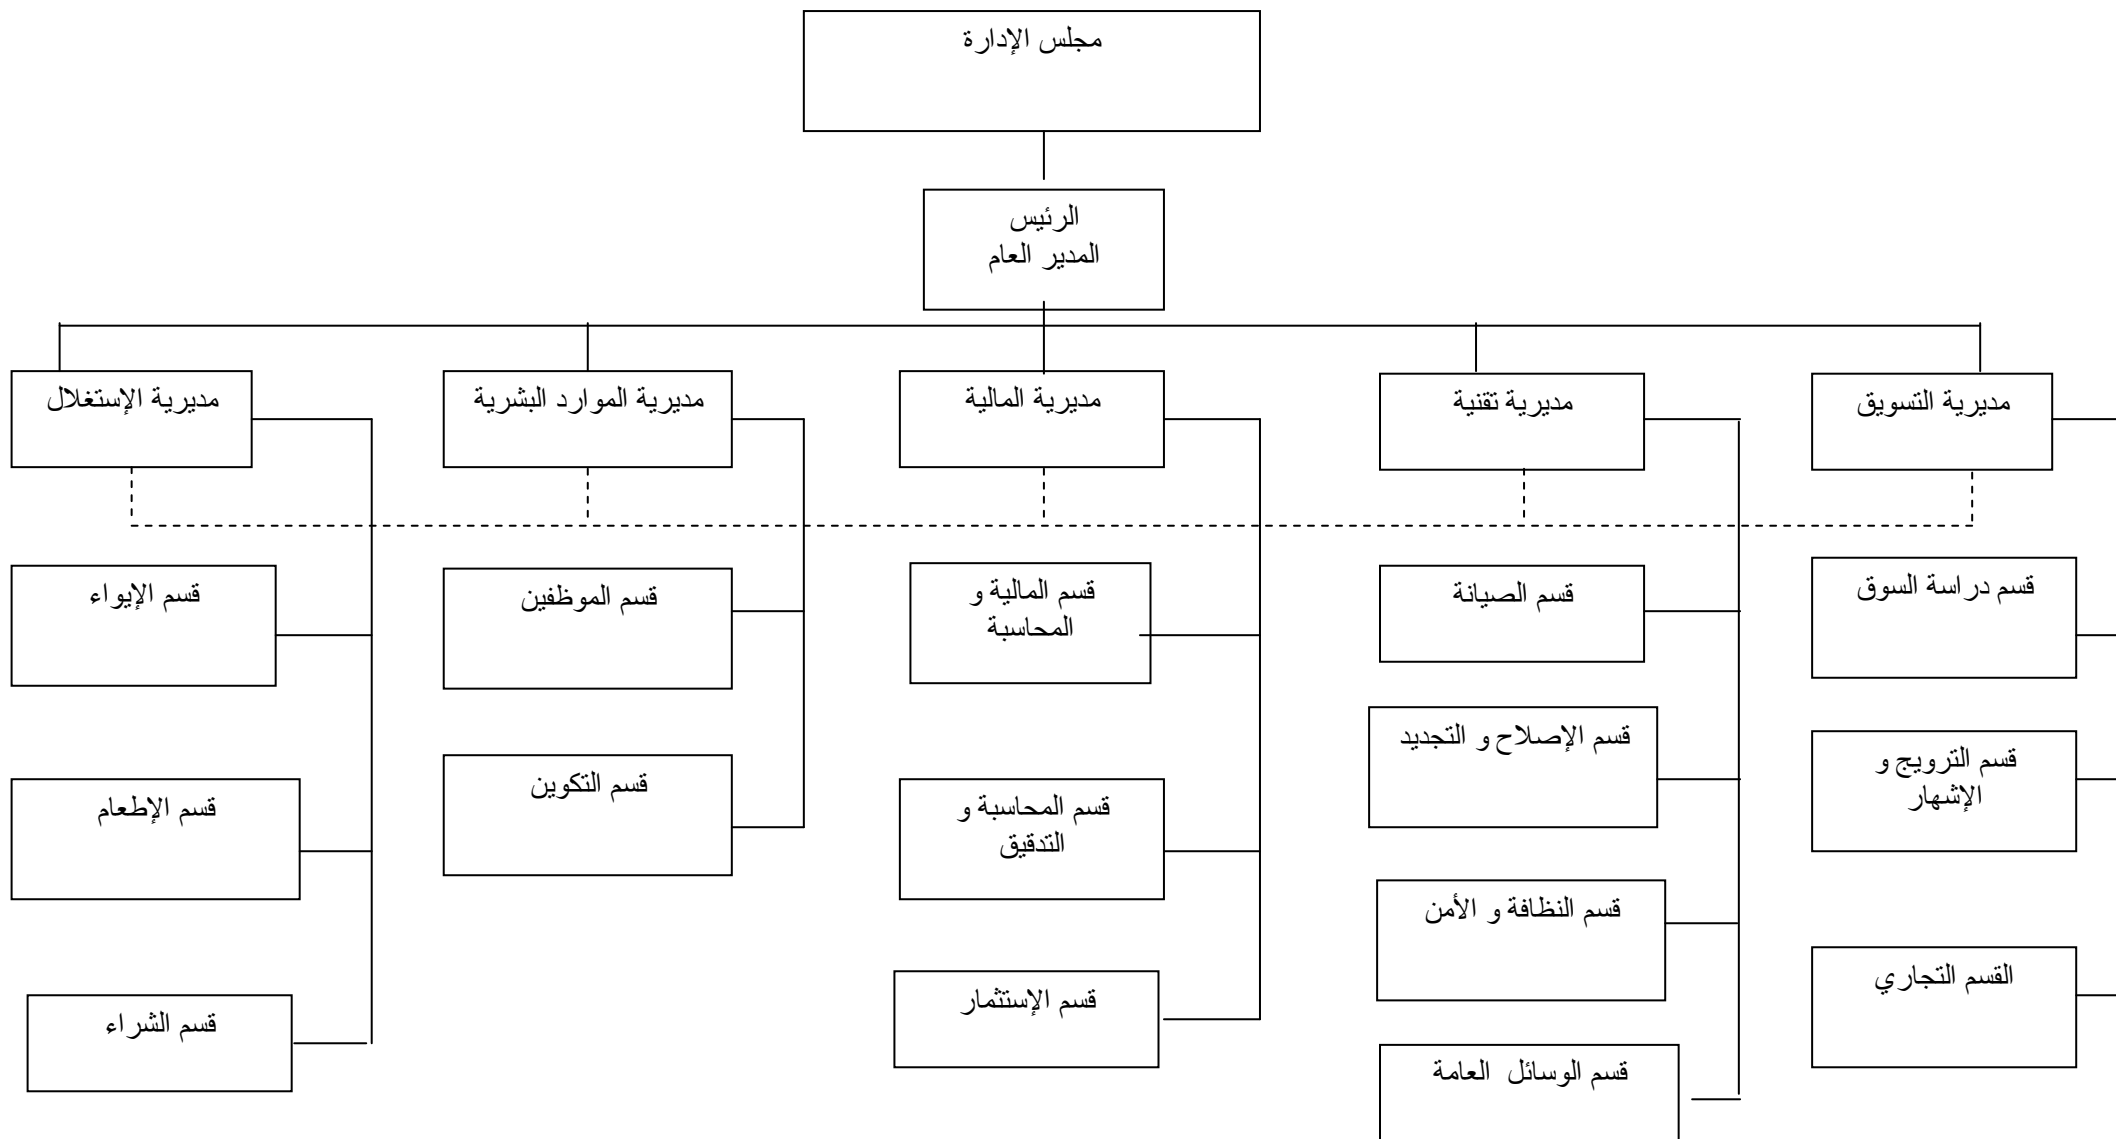 مجلس الإدارة
الرئيس
المدير العام
مديرية التسويق
مديرية تقنية
مديرية المالية
مديرية الموارد البشرية
مديرية الإستغلال
قسم دراسة السوق
قسم الصيانة
قسم المالية و
المحاسبة
قسم الموظفين
قسم الإيواء
قسم الترويج و
الإشهار
قسم الإصلاح و التجديد
قسم المحاسبة و
التدقيق
قسم التكوين
قسم الإطعام
القسم التجاري
قسم النظافة و الأمن
قسم الإستثمار
قسم الشراء
قسم الوسائل العامة